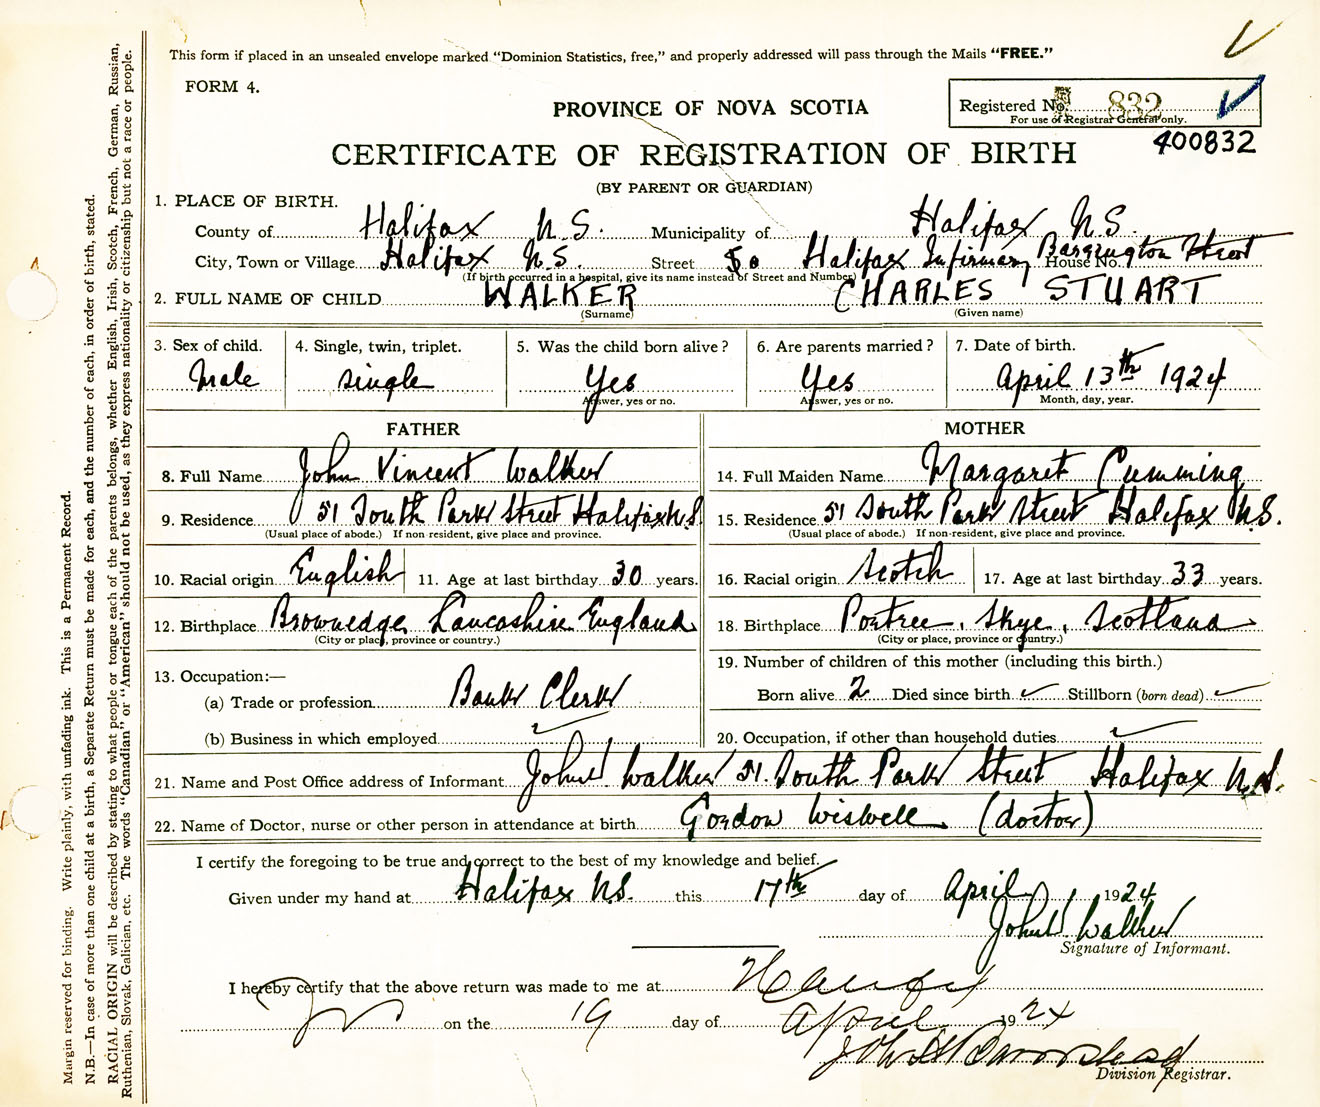 This form if placed in an unsealed envelope marked "Dominion Statistics, free," and properly addressed will pass through the Mails "FREE."
FORM 4.
PROVINCE OF NOVA SCOTIA
Registered No. 832
For use of Registrar General only.
400832
CERTIFICATE OF REGISTRATION OF BIRTH
(BY PARENT OR GUARDIAN)
1. PLACE OF BIRTH.
County of Halifax N.S. Municipality of Halifax N.S.
City, Town or Village Halifax N.S. Street Halifax Infirmary Barrington Street House No.
(If birth occurred in a hospital, give its name instead of Street and Number)
2. FULL NAME OF CHILD WALKER CHARLES STUART
(Surname) (Given name)
3. Sex of child. 4. Single, twin, triplet. 5. Was the child born alive? 6. Are parents married? 7. Date of birth.
Male single Yes Yes April 13th 1924
Answer, yes or no. Answer, yes or no. Month, day, year.
FATHER MOTHER
8. Full Name John Vincent Walker 14. Full Maiden Name Margaret Cumming
9. Residence 51 South Park Street Halifax N.S. 15. Residence 51 South Park Street Halifax N.S.
(Usual place of abode.) If non-resident, give place and province. (Usual place of abode.) If non-resident, give place and province.
10. Racial origin English 11. Age at last birthday 30 years. 16. Racial origin Scotch 17. Age at last birthday 33 years.
12. Birthplace Brownedge, Lancashire England 18. Birthplace Portree, Skye, Scotland
(City or place, province or country.) (City or place, province or country.)
13. Occupation:— 19. Number of children of this mother (including this birth.)
(a) Trade or profession Bank Clerk Born alive 2 Died since birth ✓ Stillborn (born dead) ✓
(b) Business in which employed ✓ 20. Occupation, if other than household duties ✓
21. Name and Post Office address of Informant John V. Walker 51. South Park Street Halifax N.S.
22. Name of Doctor, nurse or other person in attendance at birth Gordon Wiswell (doctor)
I certify the foregoing to be true and correct to the best of my knowledge and belief.
Given under my hand at Halifax N.S. this 17th day of April 1924
John V. Walker
Signature of Informant.
I hereby certify that the above return was made to me at Halifax
on the 19 day of April 1924
Division Registrar.
Margin reserved for binding. Write plainly, with unfading ink. This is a Permanent Record.
N.B.—In case of more than one child at a birth, a Separate Return must be made for each, and the number of each, in order of birth, stated.
RACIAL ORIGIN will be described by stating to what people or tongue each of the parents belongs, whether English, Irish, Scotch, French, German, Russian,
Ruthenian, Slovak, Galician, etc. The words "Canadian" or "American" should not be used, as they express nationality or citizenship but not a race or people.